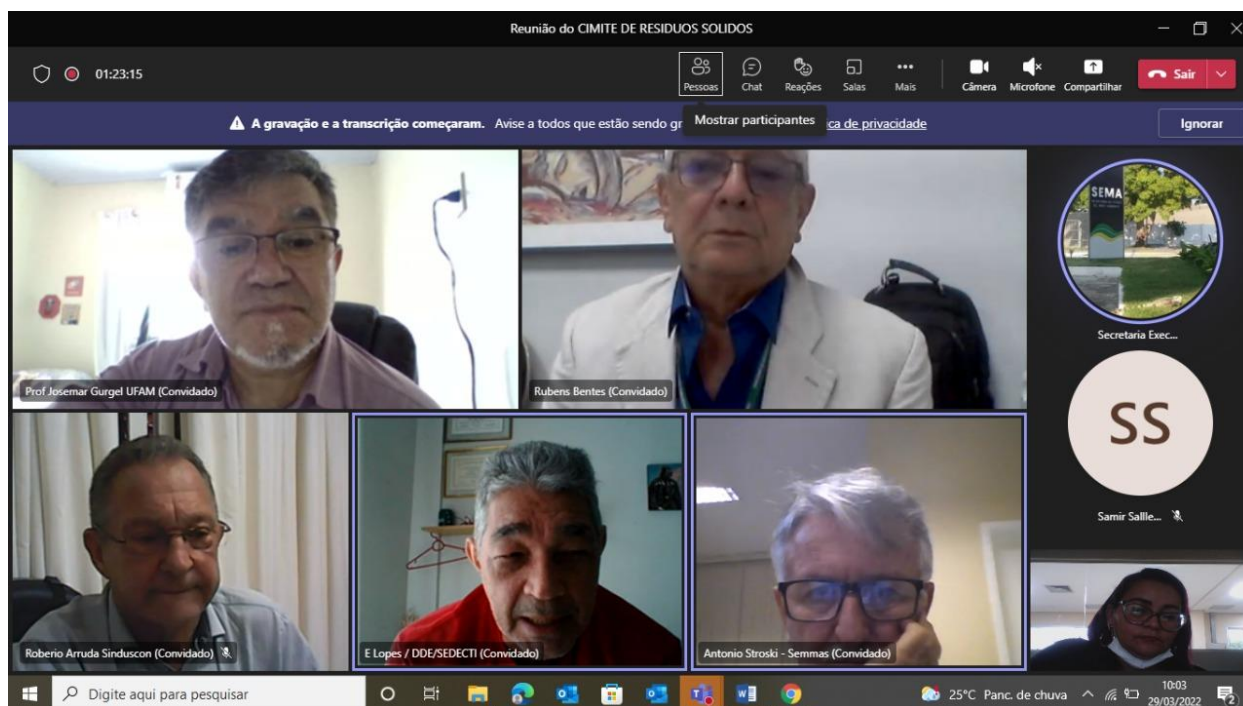 Reunião do CIMITE DE RESIDUOS SOLIDOS
01:23:15
Pessoas Chat Reações Salas Mais Câmera Microfone Compartilhar Sair
A gravação e a transcrição começaram. Avise a todos que estão sendo gr
Mostrar participantes
ca de privacidade
Ignorar
SEMA
Secretaria Exec...
Prof Josemar Gurgel UFAM (Convidado)
Rubens Bentes (Convidado)
SS
Samir Sallle...
Roberio Arruda Sinduscon (Convidado)
E Lopes / DDE/SEDECTI (Convidado)
Antonio Stroski - Semmas (Convidado)
Digite aqui para pesquisar
25°C Panc. de chuva
10:03
29/03/2022
2